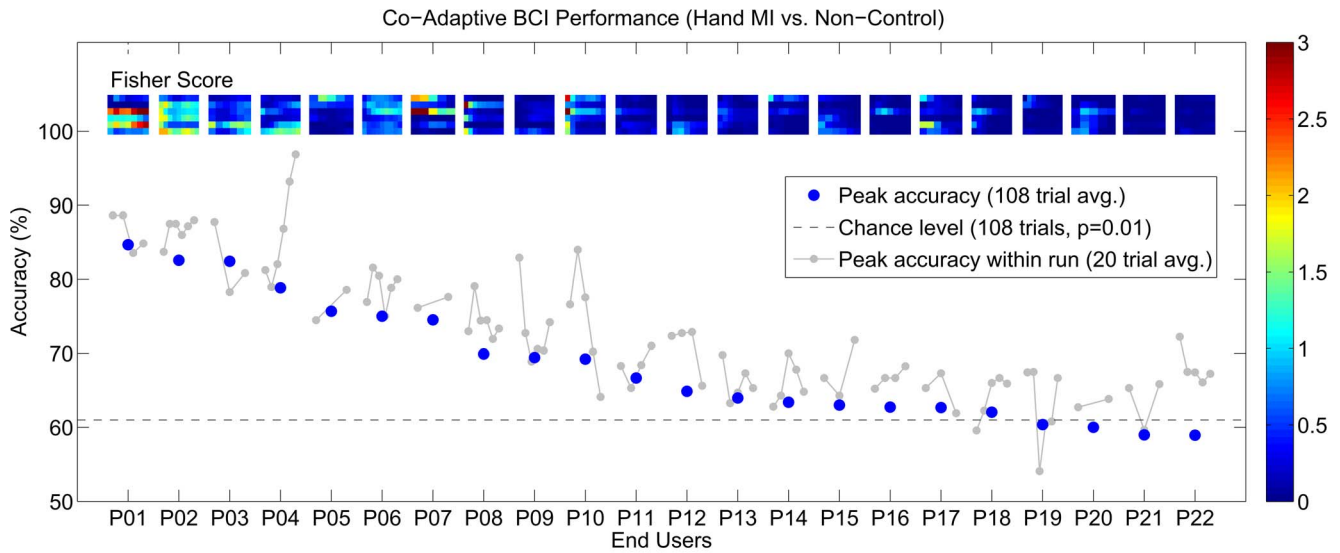 Co−Adaptive BCI Performance (Hand MI vs. Non−Control)
Fisher Score
Accuracy (%)
100
90
80
70
60
50
Peak accuracy (108 trial avg.)
Chance level (108 trials, p=0.01)
Peak accuracy within run (20 trial avg.)
3
2.5
2
1.5
1
0.5
0
P01 P02 P03 P04 P05 P06 P07 P08 P09 P10 P11 P12 P13 P14 P15 P16 P17 P18 P19 P20 P21 P22
End Users